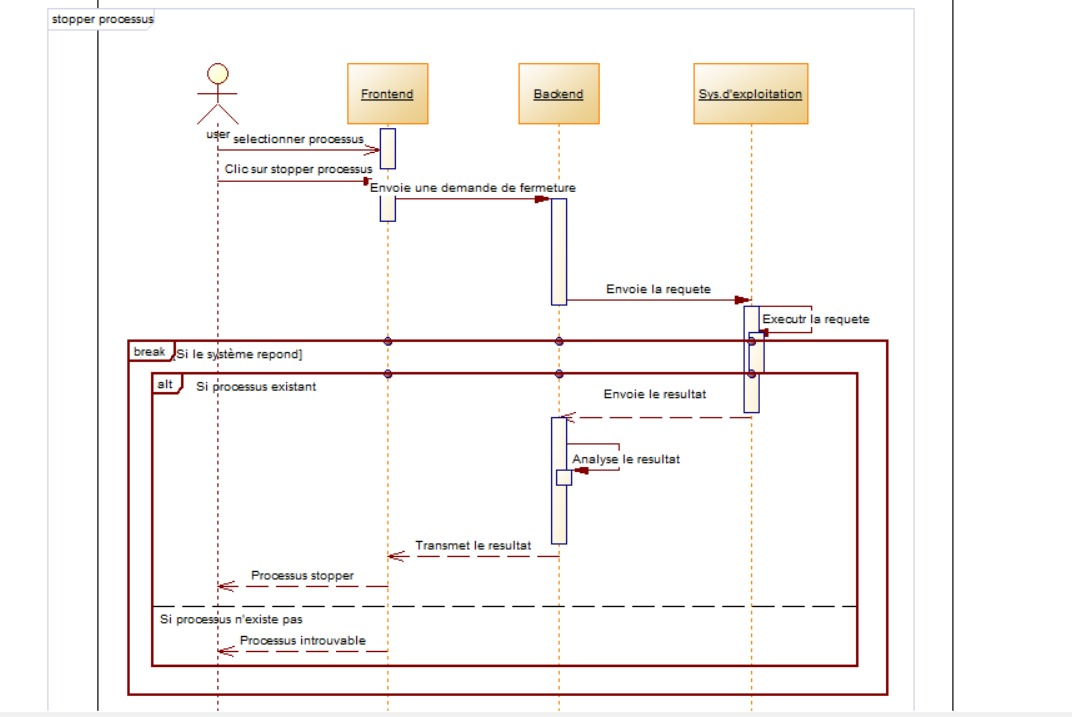 stopper processus
Frontend
Backend
Sys.d'exploitation
user
selectionner processus
Clic sur stopper processus
Envoie une demande de fermeture
Envoie la requete
Executr la requete
break
[Si le système repond]
alt
Si processus existant
Envoie le resultat
Analyse le resultat
Transmet le resultat
Processus stopper
Si processus n'existe pas
Processus introuvable